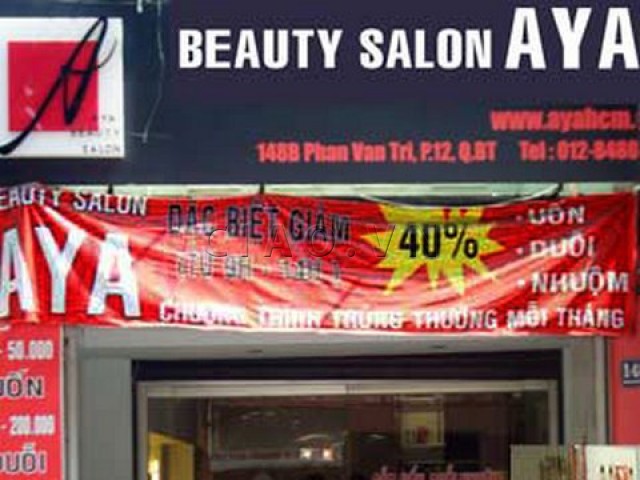 BEAUTY SALON AYA
A
AYA
BEAUTY
SALON
www.ayahcm.
148B Phan Van Tri, P.12, Q.BT Tel : 012-8488
BEAUTY SALON
AYA
ĐẶC BIỆT GIẢM
40%
• UỐN
• DUỖI
• NHUỘM
CHƯƠNG TRÌNH TRÚNG THƯỞNG MỖI THÁNG
- 50.000
UỐN
- 200.000
DUỖI